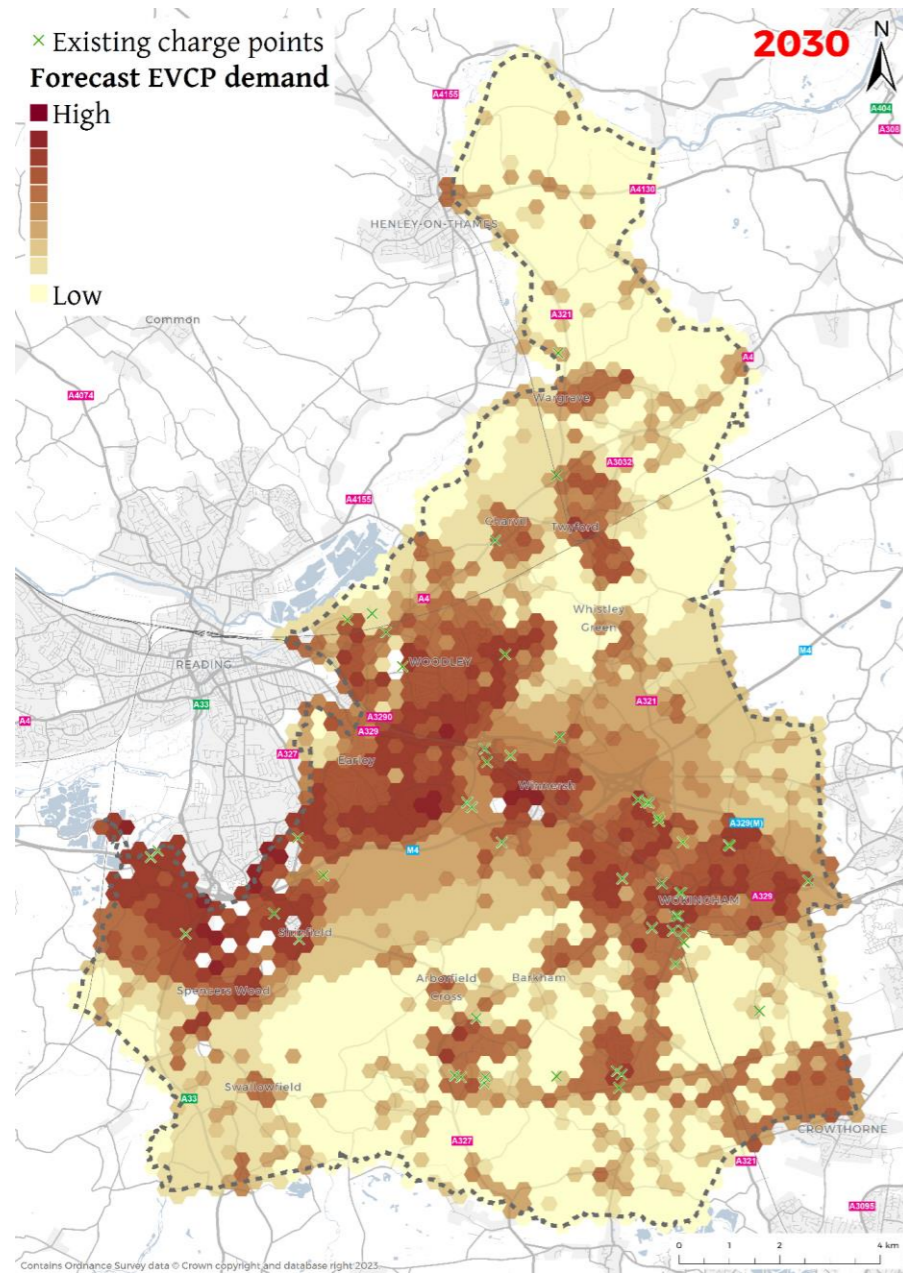 × Existing charge points
Forecast EVCP demand
High
Low
2030
N
A4155
A404
A308
A4130
HENLEY-ON-THAMES
A321
Common
A4
A4074
Wargrave
A3032
A4155
Charvil
Twyford
A4
Whistley
Green
READING
WOODLEY
M4
A33
A321
A4
A3290
A329
A327
Earley
Winnersh
A329(M)
M4
WOKINGHAM
A329
Shinfield
Spencers Wood
Arborfield
Cross
Barkham
Swallowfield
A33
CROWTHORNE
A327
A321
A3095
0 1 2 4 km
Contains Ordnance Survey data © Crown copyright and database right 2023